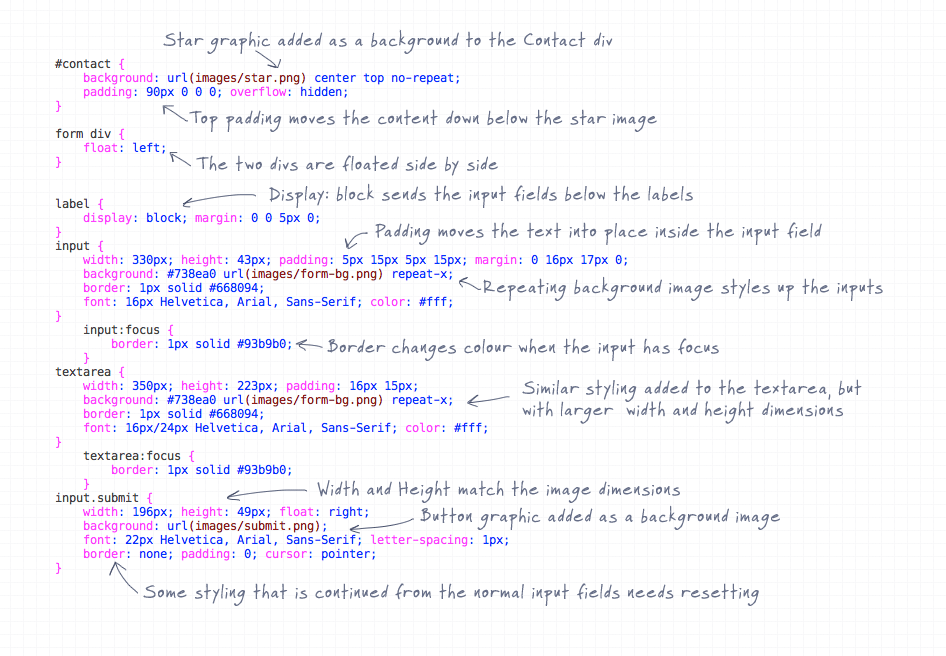 Star graphic added as a background to the Contact div
#contact {
background: url(images/star.png) center top no-repeat;
padding: 90px 0 0 0; overflow: hidden;
}
Top padding moves the content down below the star image
form div {
float: left;
}
The two divs are floated side by side
Display: block sends the input fields below the labels
label {
display: block; margin: 0 0 5px 0;
}
Padding moves the text into place inside the input field
input {
width: 330px; height: 43px; padding: 5px 15px 5px 15px; margin: 0 16px 17px 0;
background: #738ea0 url(images/form-bg.png) repeat-x;
Repeating background image styles up the inputs
border: 1px solid #668094;
font: 16px Helvetica, Arial, Sans-Serif; color: #fff;
}
input:focus {
border: 1px solid #93b9b0;
Border changes colour when the input has focus
}
textarea {
width: 350px; height: 223px; padding: 16px 15px;
background: #738ea0 url(images/form-bg.png) repeat-x;
Similar styling added to the textarea, but
with larger width and height dimensions
border: 1px solid #668094;
font: 16px/24px Helvetica, Arial, Sans-Serif; color: #fff;
}
textarea:focus {
border: 1px solid #93b9b0;
}
Width and Height match the image dimensions
input.submit {
width: 196px; height: 49px; float: right;
Button graphic added as a background image
background: url(images/submit.png);
font: 22px Helvetica, Arial, Sans-Serif; letter-spacing: 1px;
border: none; padding: 0; cursor: pointer;
}
Some styling that is continued from the normal input fields needs resetting